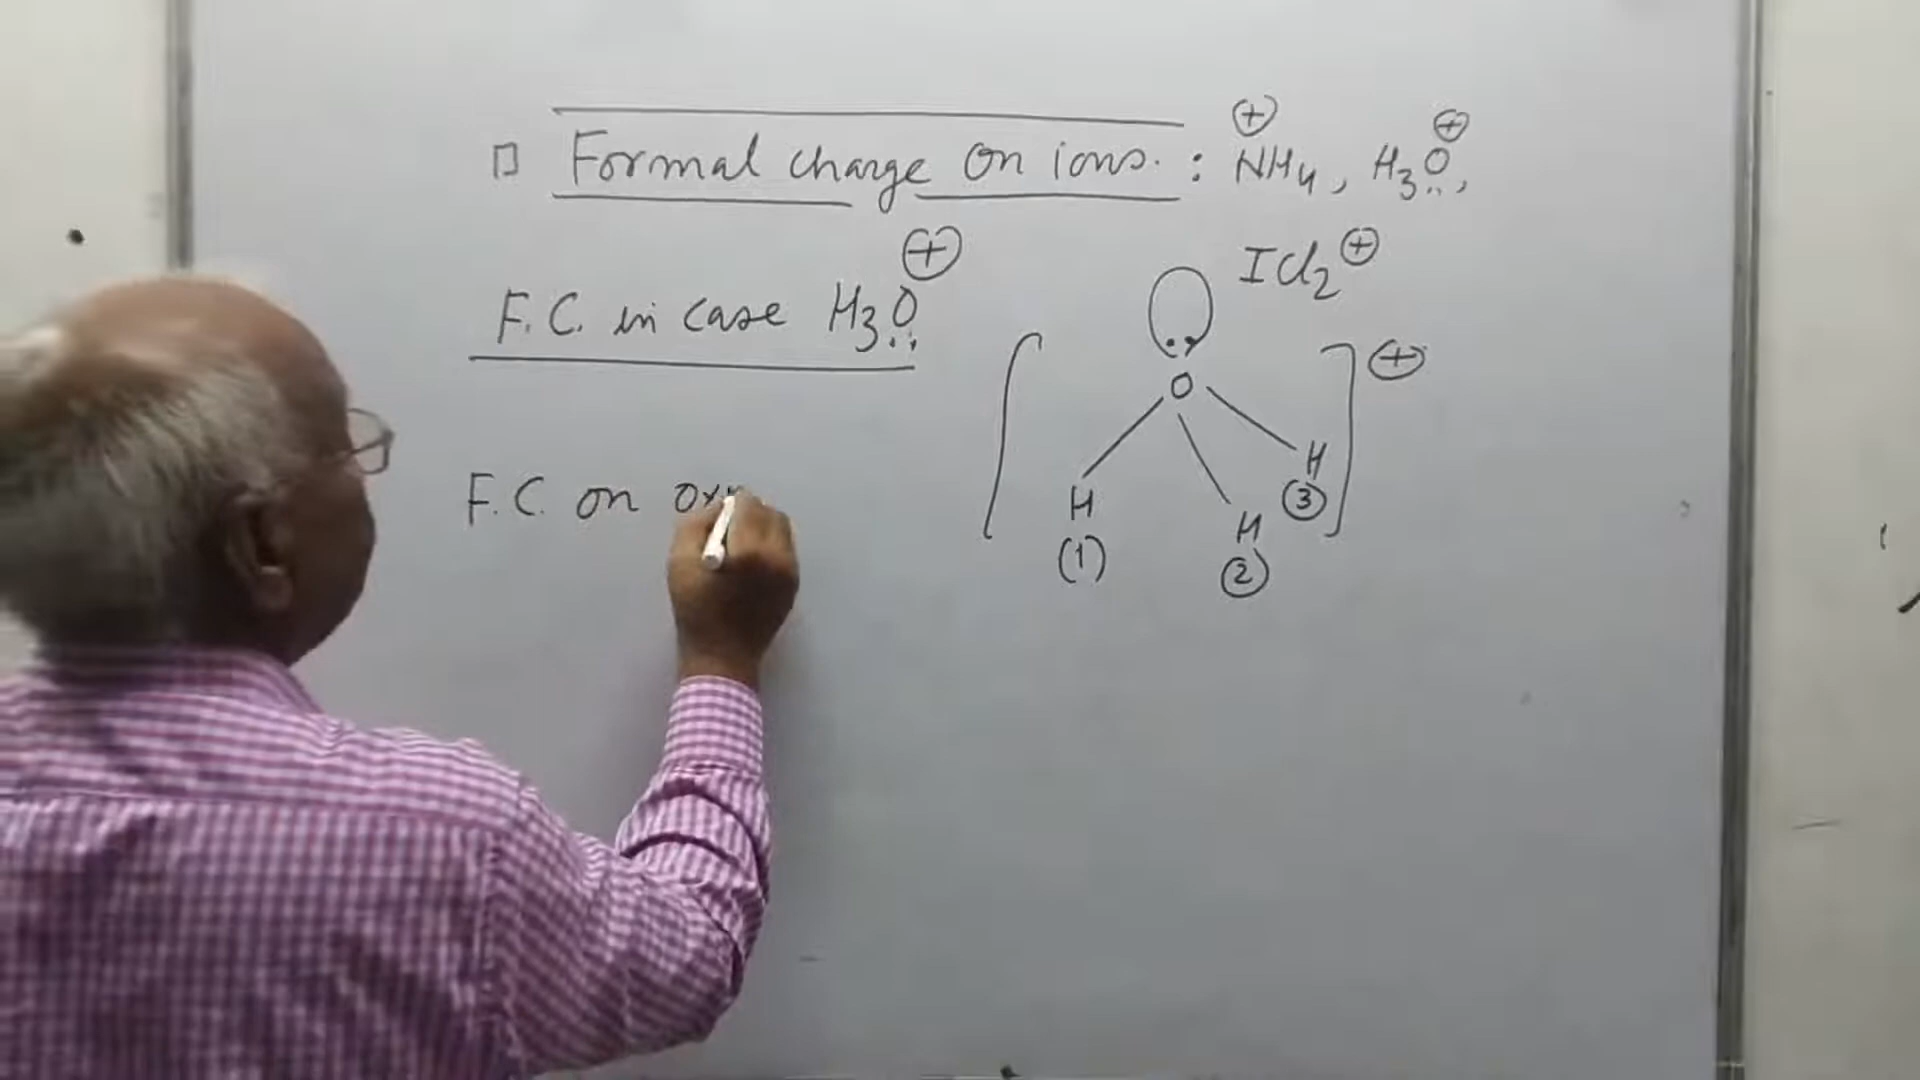 □ Formal charge on ions. : NH4⊕, H3O⊕,
ICl2⊕
F.C. in case H3O⊕
[ O ]⊕
H H H
(1) ② ③
F.C. on oxy